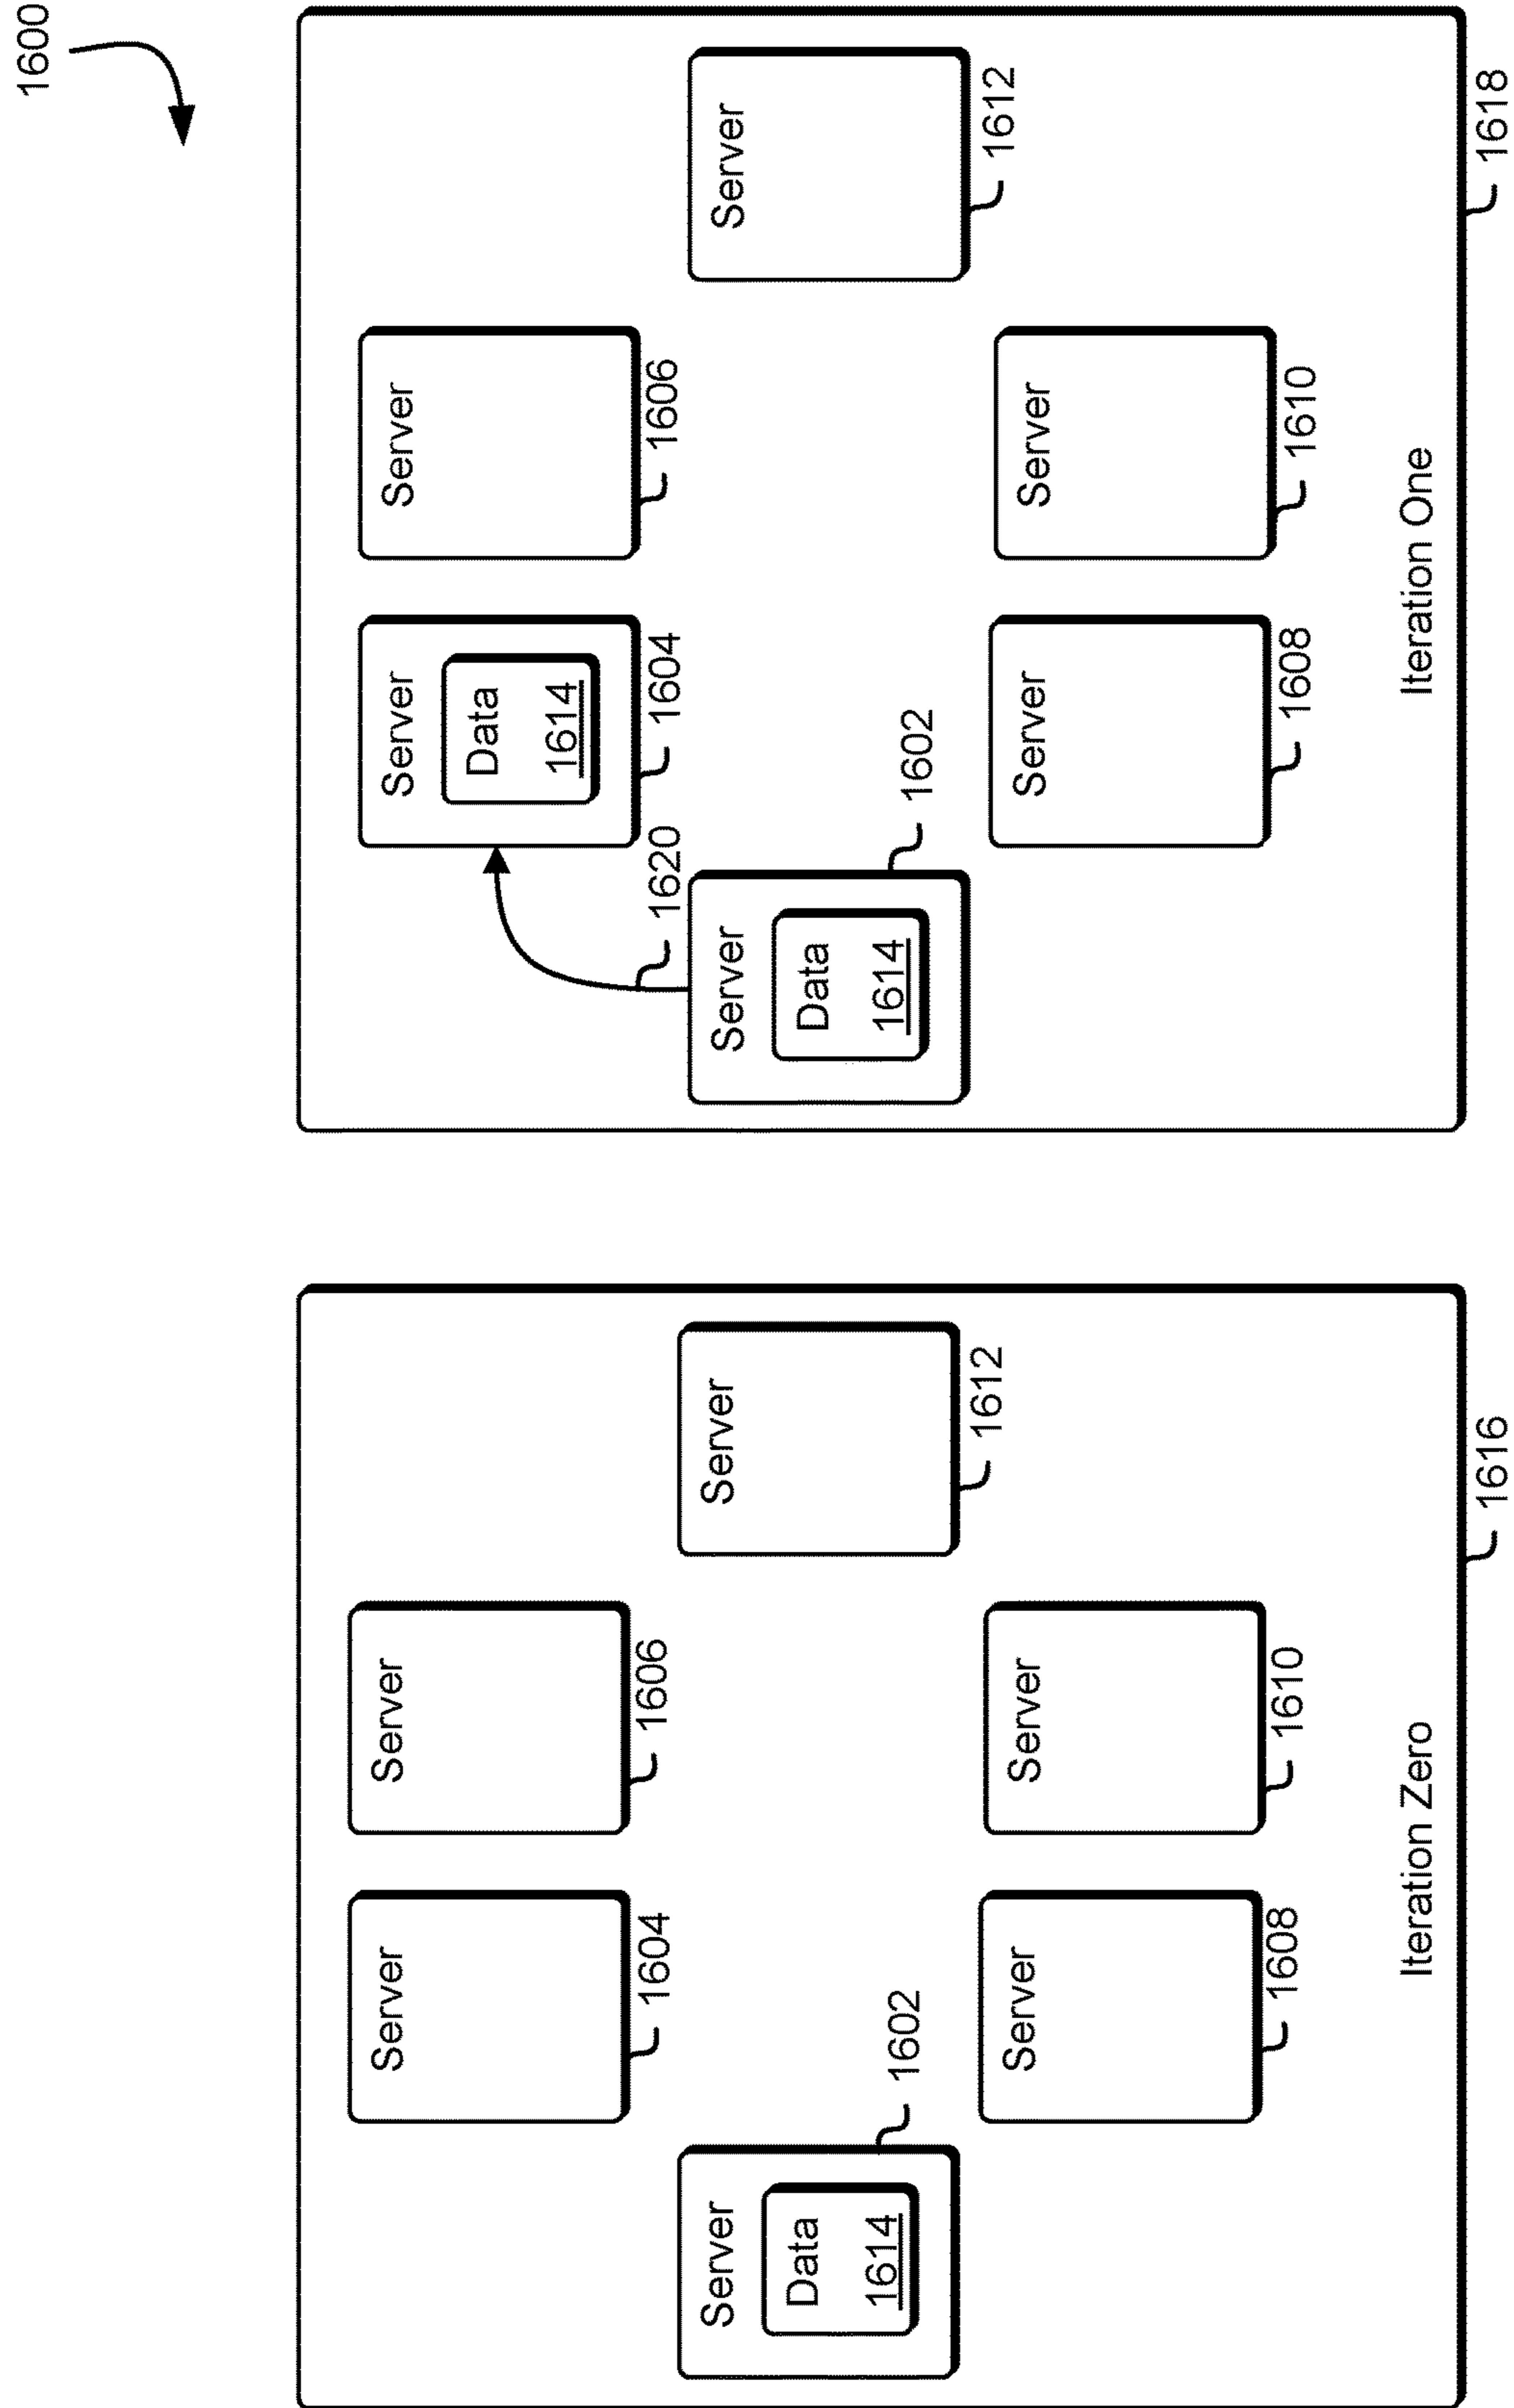 1600
Server
1604
Server
1606
Server
Data
1614
1602
Server
1612
Server
1608
Server
1610
Iteration Zero
1616
Server
Data
1614
1604
Server
1606
1620
Server
Data
1614
1602
Server
1612
Server
1608
Server
1610
Iteration One
1618